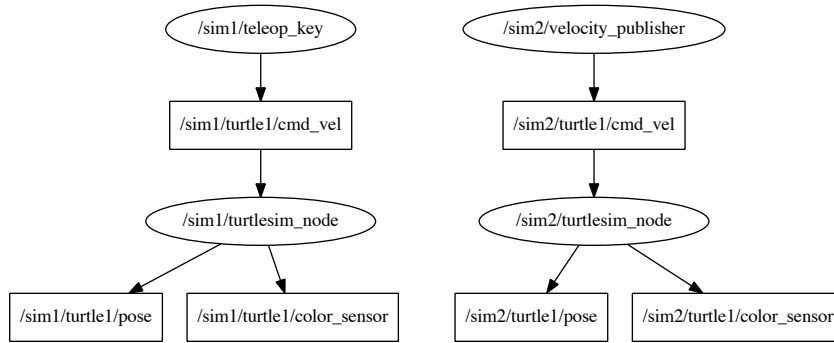 /sim1/teleop_key
/sim2/velocity_publisher
/sim1/turtle1/cmd_vel
/sim2/turtle1/cmd_vel
/sim1/turtlesim_node
/sim2/turtlesim_node
/sim1/turtle1/pose
/sim1/turtle1/color_sensor
/sim2/turtle1/pose
/sim2/turtle1/color_sensor